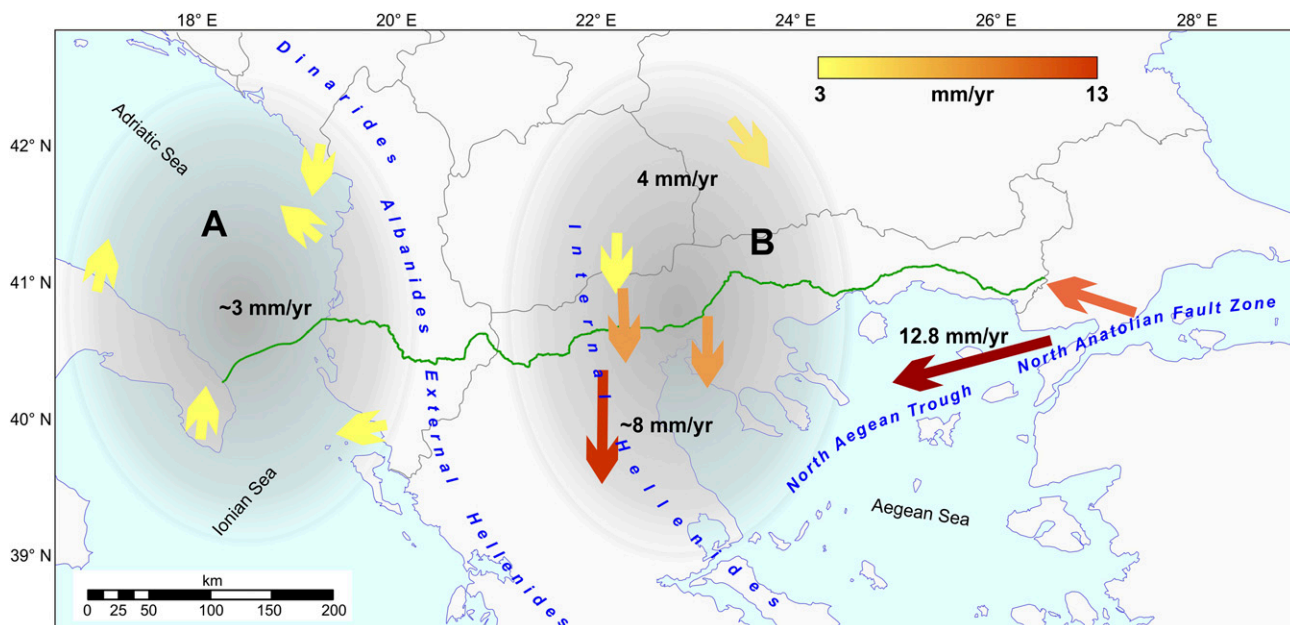 18° E 20° E 22° E 24° E 26° E 28° E
42° N
41° N
40° N
39° N
3 mm/yr 13
Adriatic Sea
Dinarides Albanides External Hellenides
A
~3 mm/yr
Ionian Sea
4 mm/yr
B
Internal Hellenides
~8 mm/yr
12.8 mm/yr
North Anatolian Fault Zone
North Aegean Trough
Aegean Sea
km
0 25 50 100 150 200